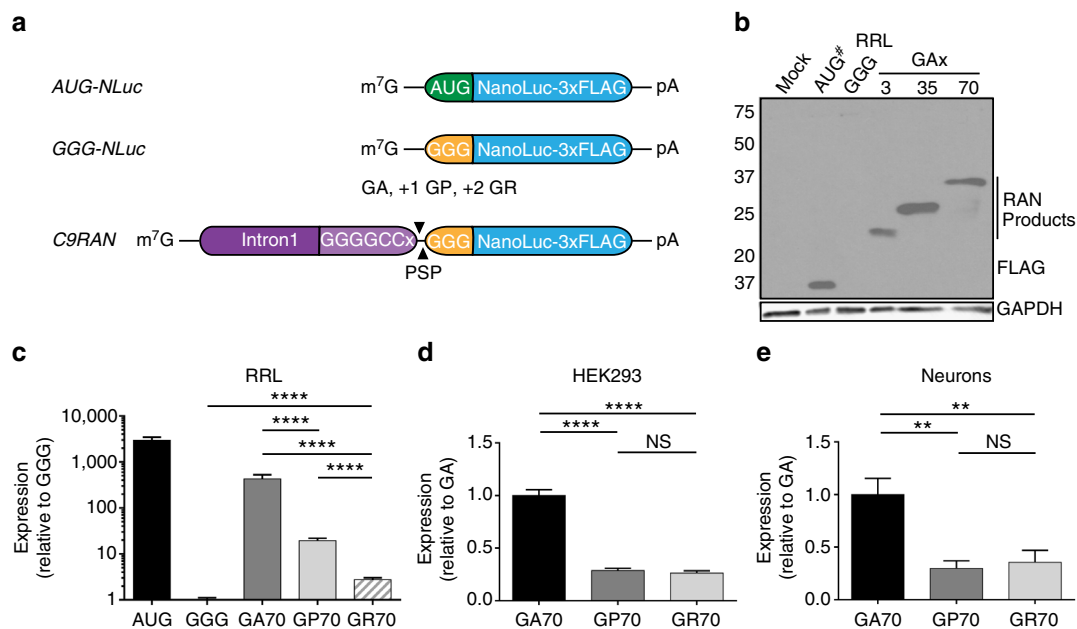 a
AUG-NLuc
m⁷G
AUG
NanoLuc-3xFLAG
pA
GGG-NLuc
m⁷G
GGG
NanoLuc-3xFLAG
pA
GA, +1 GP, +2 GR
C9RAN
m⁷G
Intron1
GGGGCCx
GGG
NanoLuc-3xFLAG
pA
PSP
b
RRL
Mock
AUG#
GGG
GAx
3
35
70
75
50
37
25
20
37
RAN
Products
FLAG
GAPDH
c
RRL
****
****
****
****
Expression
(relative to GGG)
10,000
1,000
100
10
1
AUG
GGG
GA70
GP70
GR70
d
HEK293
****
****
NS
Expression
(relative to GA)
1.5
1.0
0.5
0.0
GA70
GP70
GR70
e
Neurons
**
**
NS
Expression
(relative to GA)
1.5
1.0
0.5
0.0
GA70
GP70
GR70